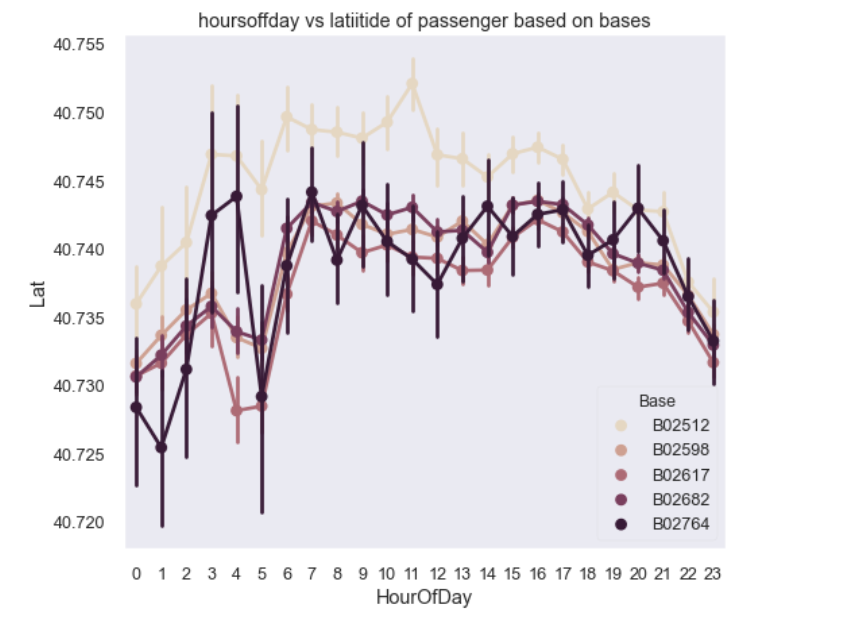 hoursoffday vs latiitide of passenger based on bases
40.755
40.750
40.745
40.740
40.735
40.730
40.725
40.720
Lat
0 1 2 3 4 5 6 7 8 9 10 11 12 13 14 15 16 17 18 19 20 21 22 23
HourOfDay
Base
B02512
B02598
B02617
B02682
B02764